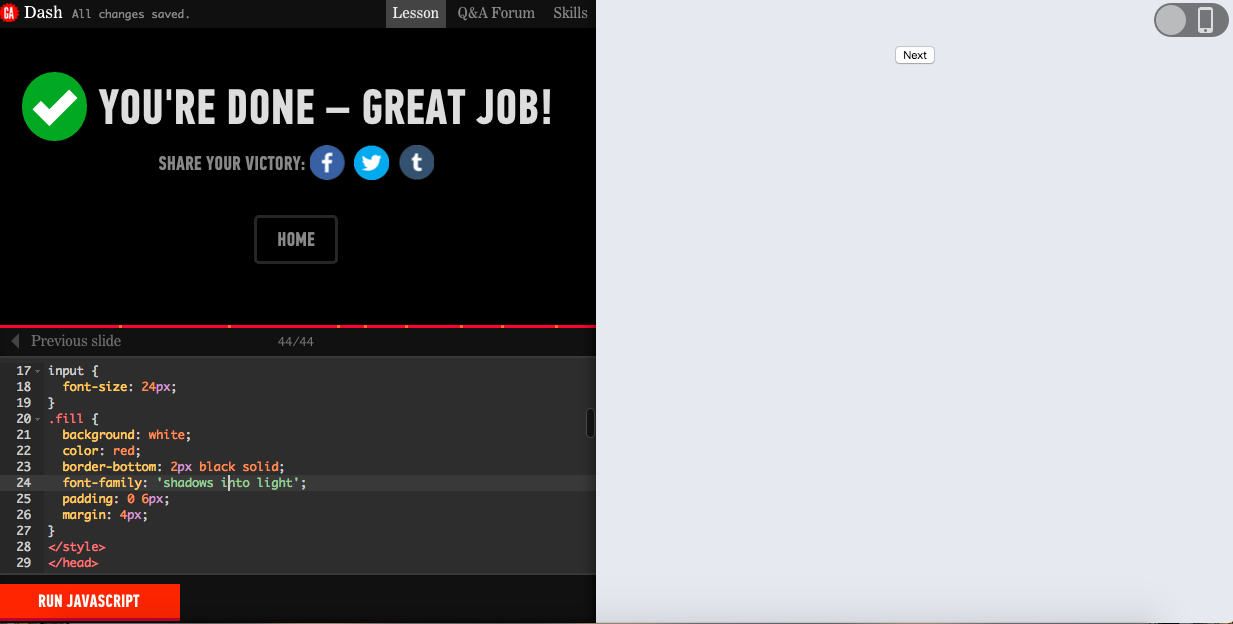 GA Dash All changes saved. Lesson Q&A Forum Skills
Next
YOU'RE DONE – GREAT JOB!
SHARE YOUR VICTORY: f t
HOME
Previous slide 44/44
17 input {
18 font-size: 24px;
19 }
20 .fill {
21 background: white;
22 color: red;
23 border-bottom: 2px black solid;
24 font-family: 'shadows into light';
25 padding: 0 6px;
26 margin: 4px;
27 }
28 </style>
29 </head>
RUN JAVASCRIPT